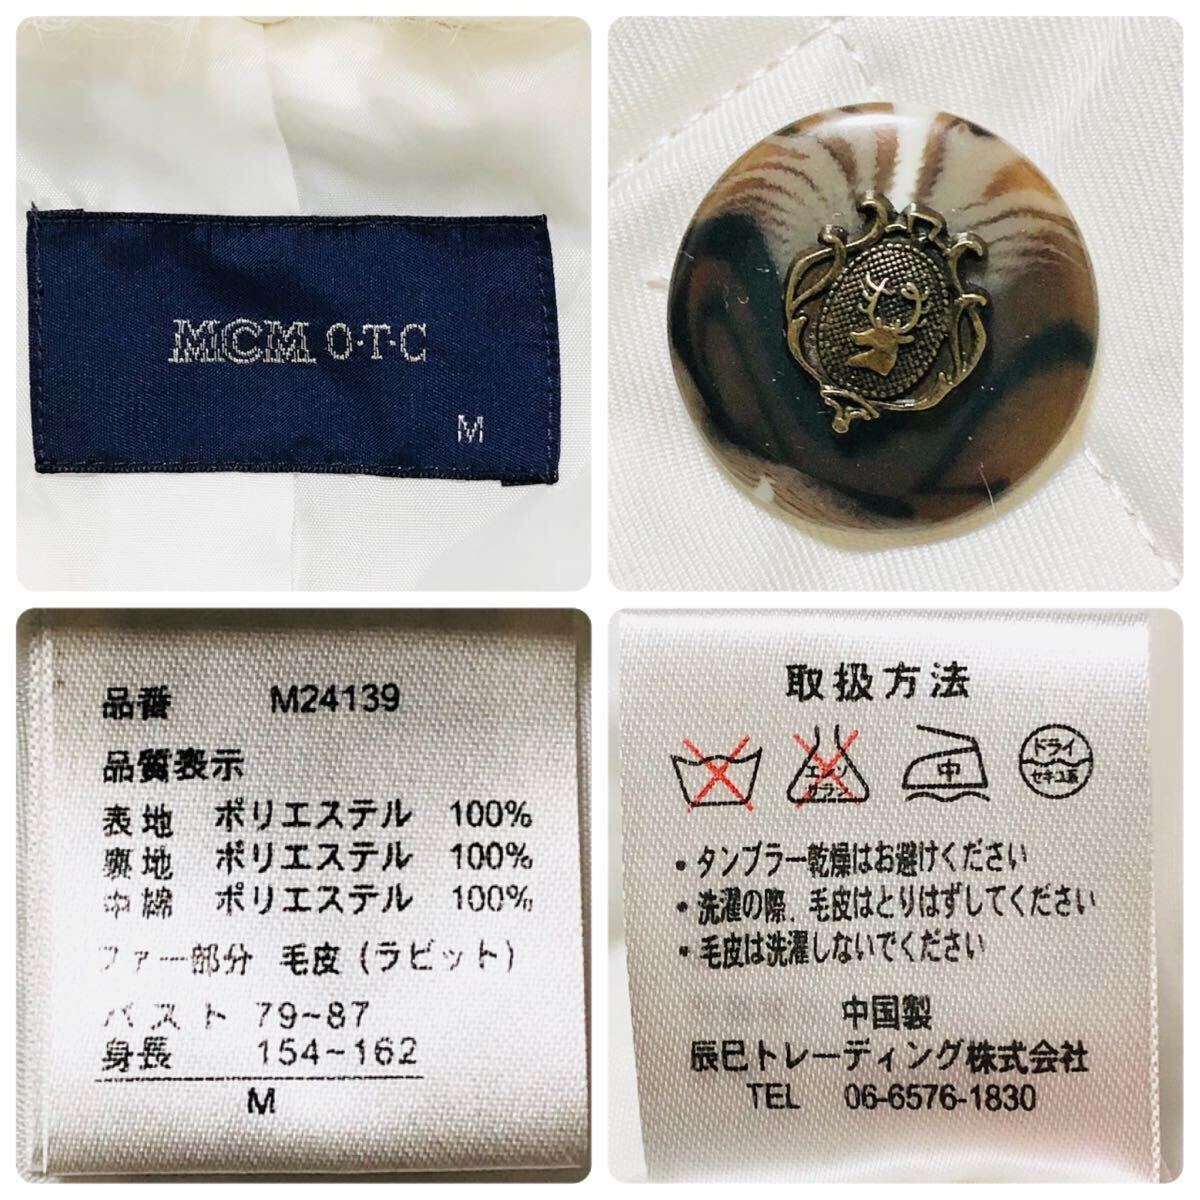 MCM O·T·C
M
品番 M24139
品質表示
表地 ポリエステル 100%
裏地 ポリエステル 100%
中綿 ポリエステル 100%
ファー部分 毛皮 (ラビット)
バスト 79~87
身長 154~162
M
取扱方法
エンソ
サラシ
中
ドライ
セキユ系
・タンブラー乾燥はお避けください
・洗濯の際、毛皮はとりはずしてください
・毛皮は洗濯しないでください
中国製
辰巳トレーディング株式会社
TEL 06-6576-1830